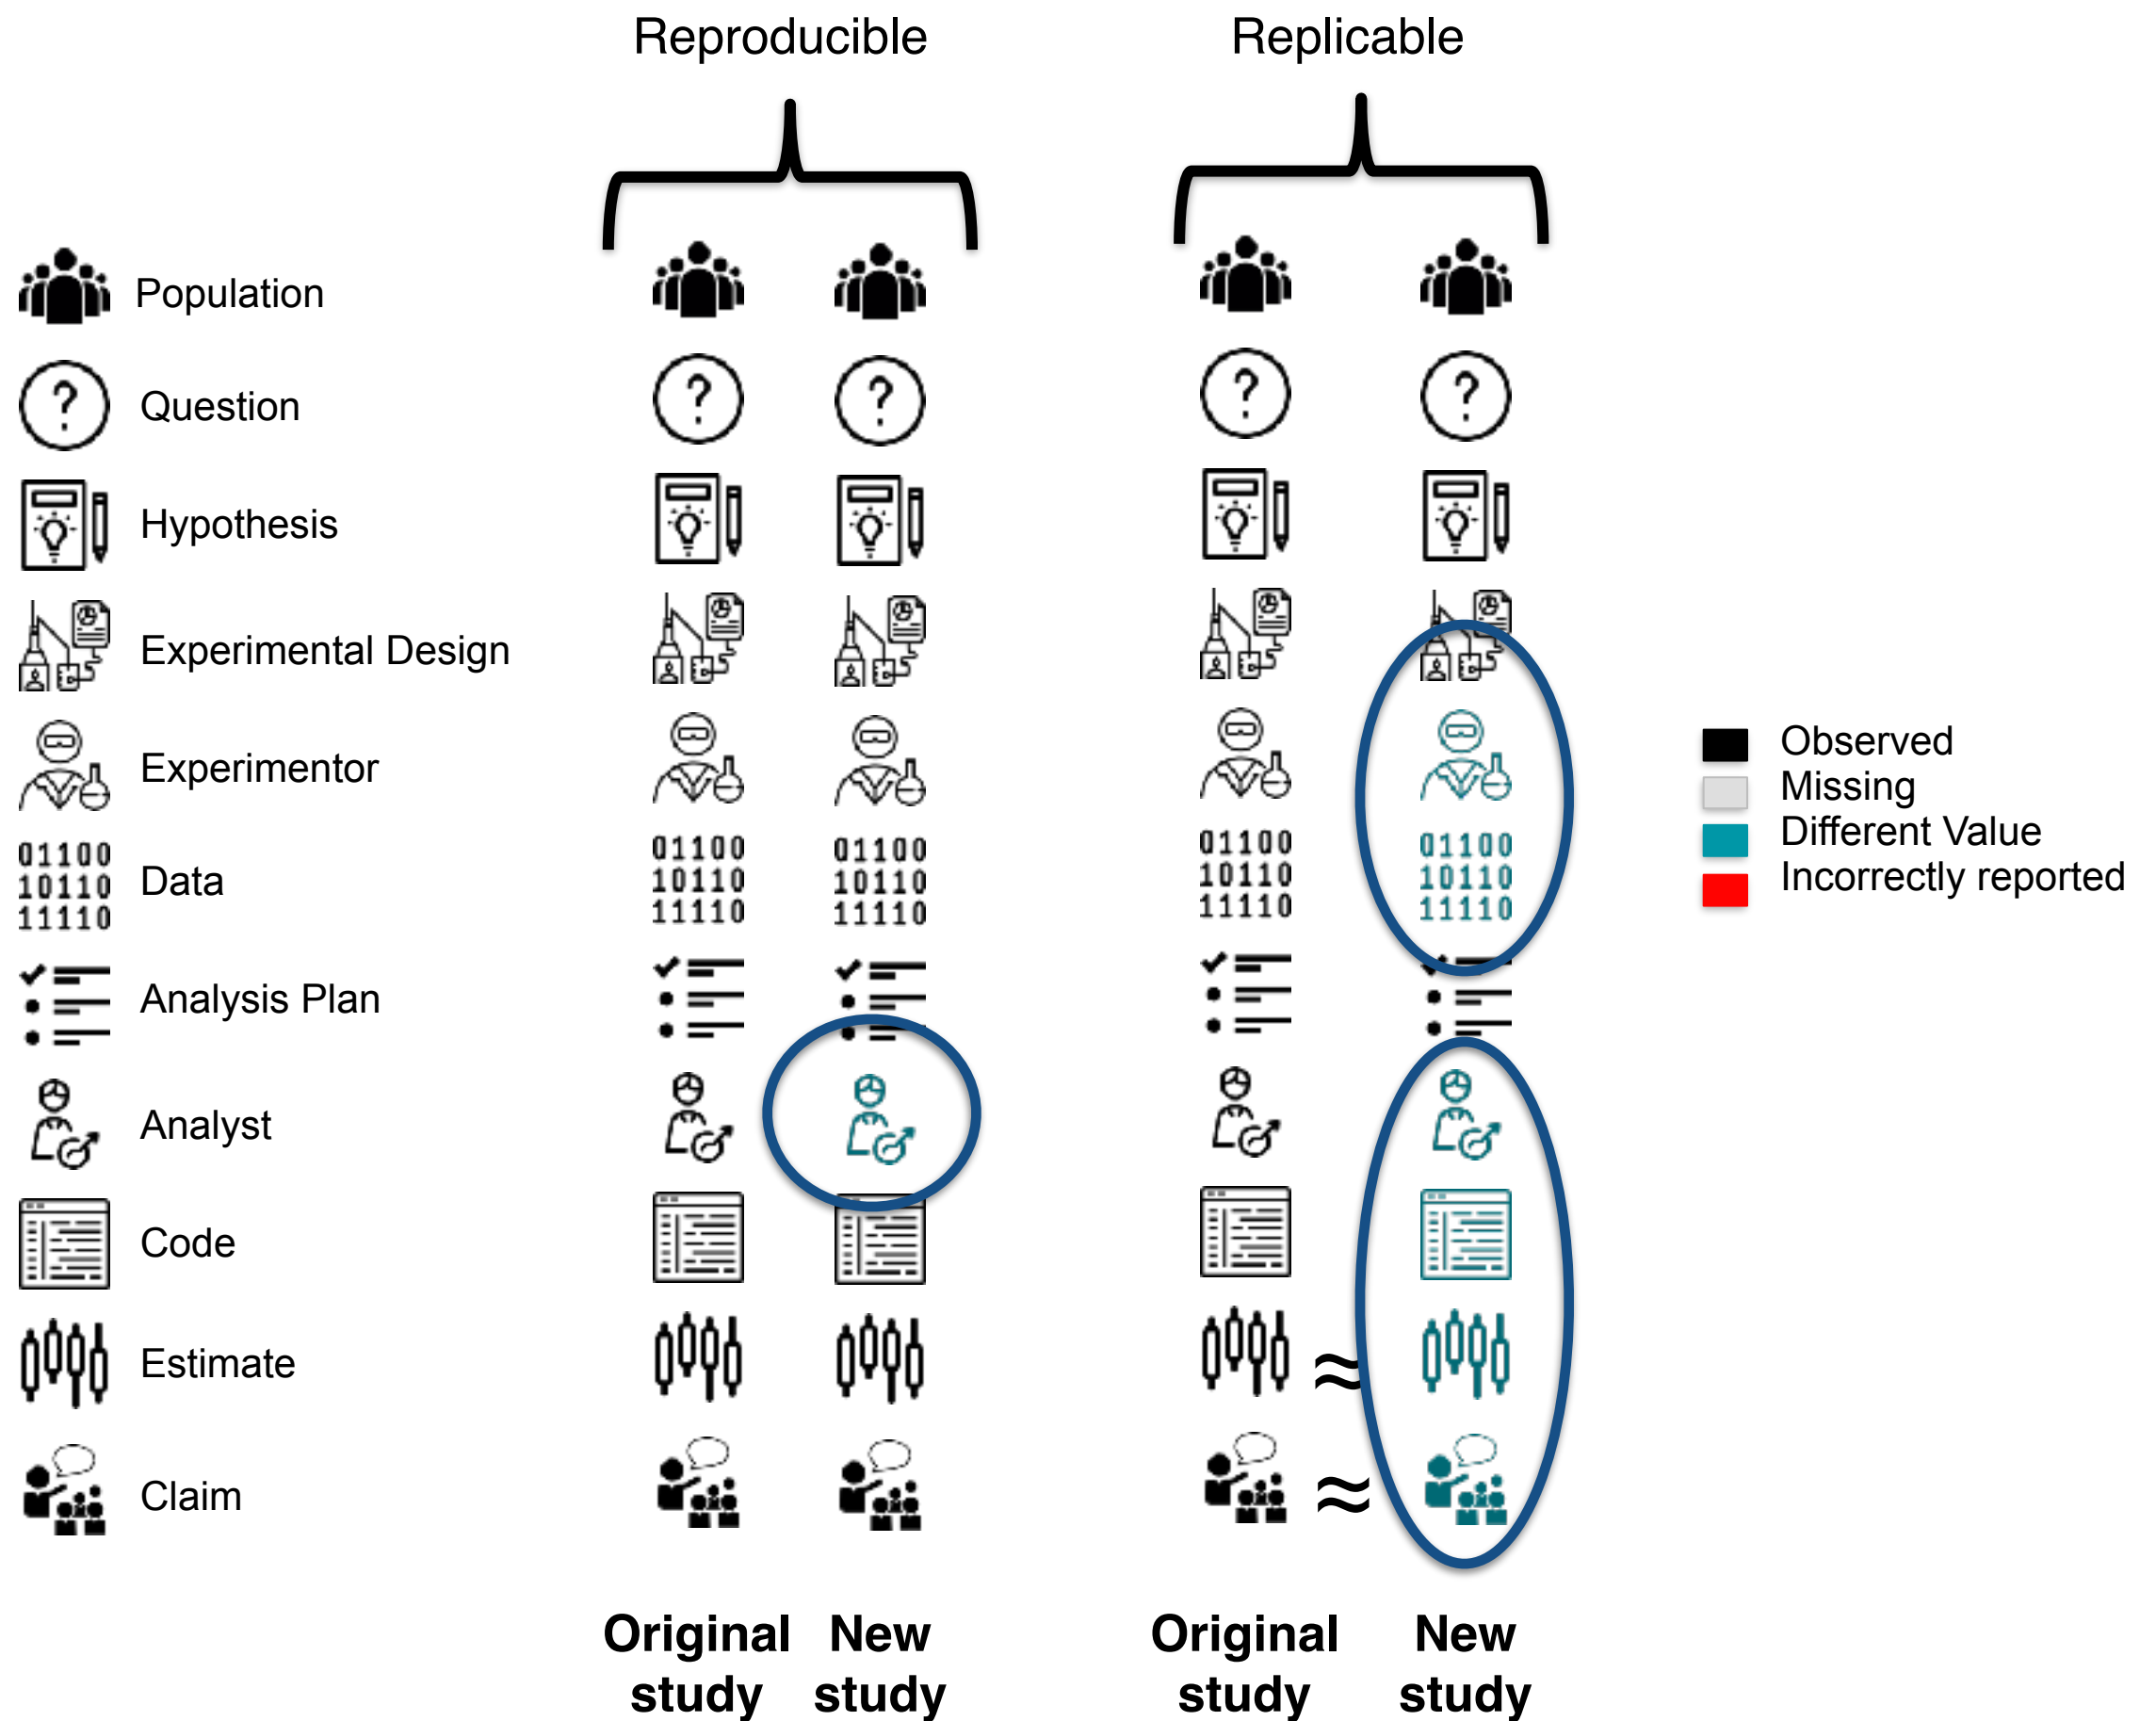 Reproducible
Replicable
Population
?
?
?
?
?
Question
Hypothesis
Experimental Design
Experimentor
01100
10110
11110
Data
01100
10110
11110
01100
10110
11110
01100
10110
11110
01100
10110
11110
Analysis Plan
Analyst
Code
Estimate
≈
Claim
≈
Observed
Missing
Different Value
Incorrectly reported
Original
study
New
study
Original
study
New
study